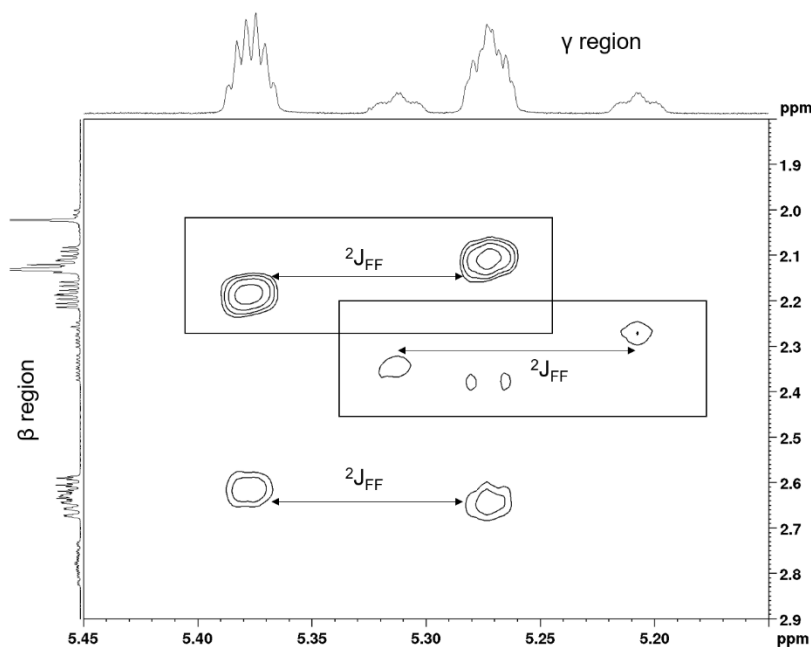 γ region
ppm
1.9
2.0
2.1
2.2
2.3
2.4
2.5
2.6
2.7
2.8
2.9
β region
²J_FF
²J_FF
²J_FF
5.45 5.40 5.35 5.30 5.25 5.20 ppm